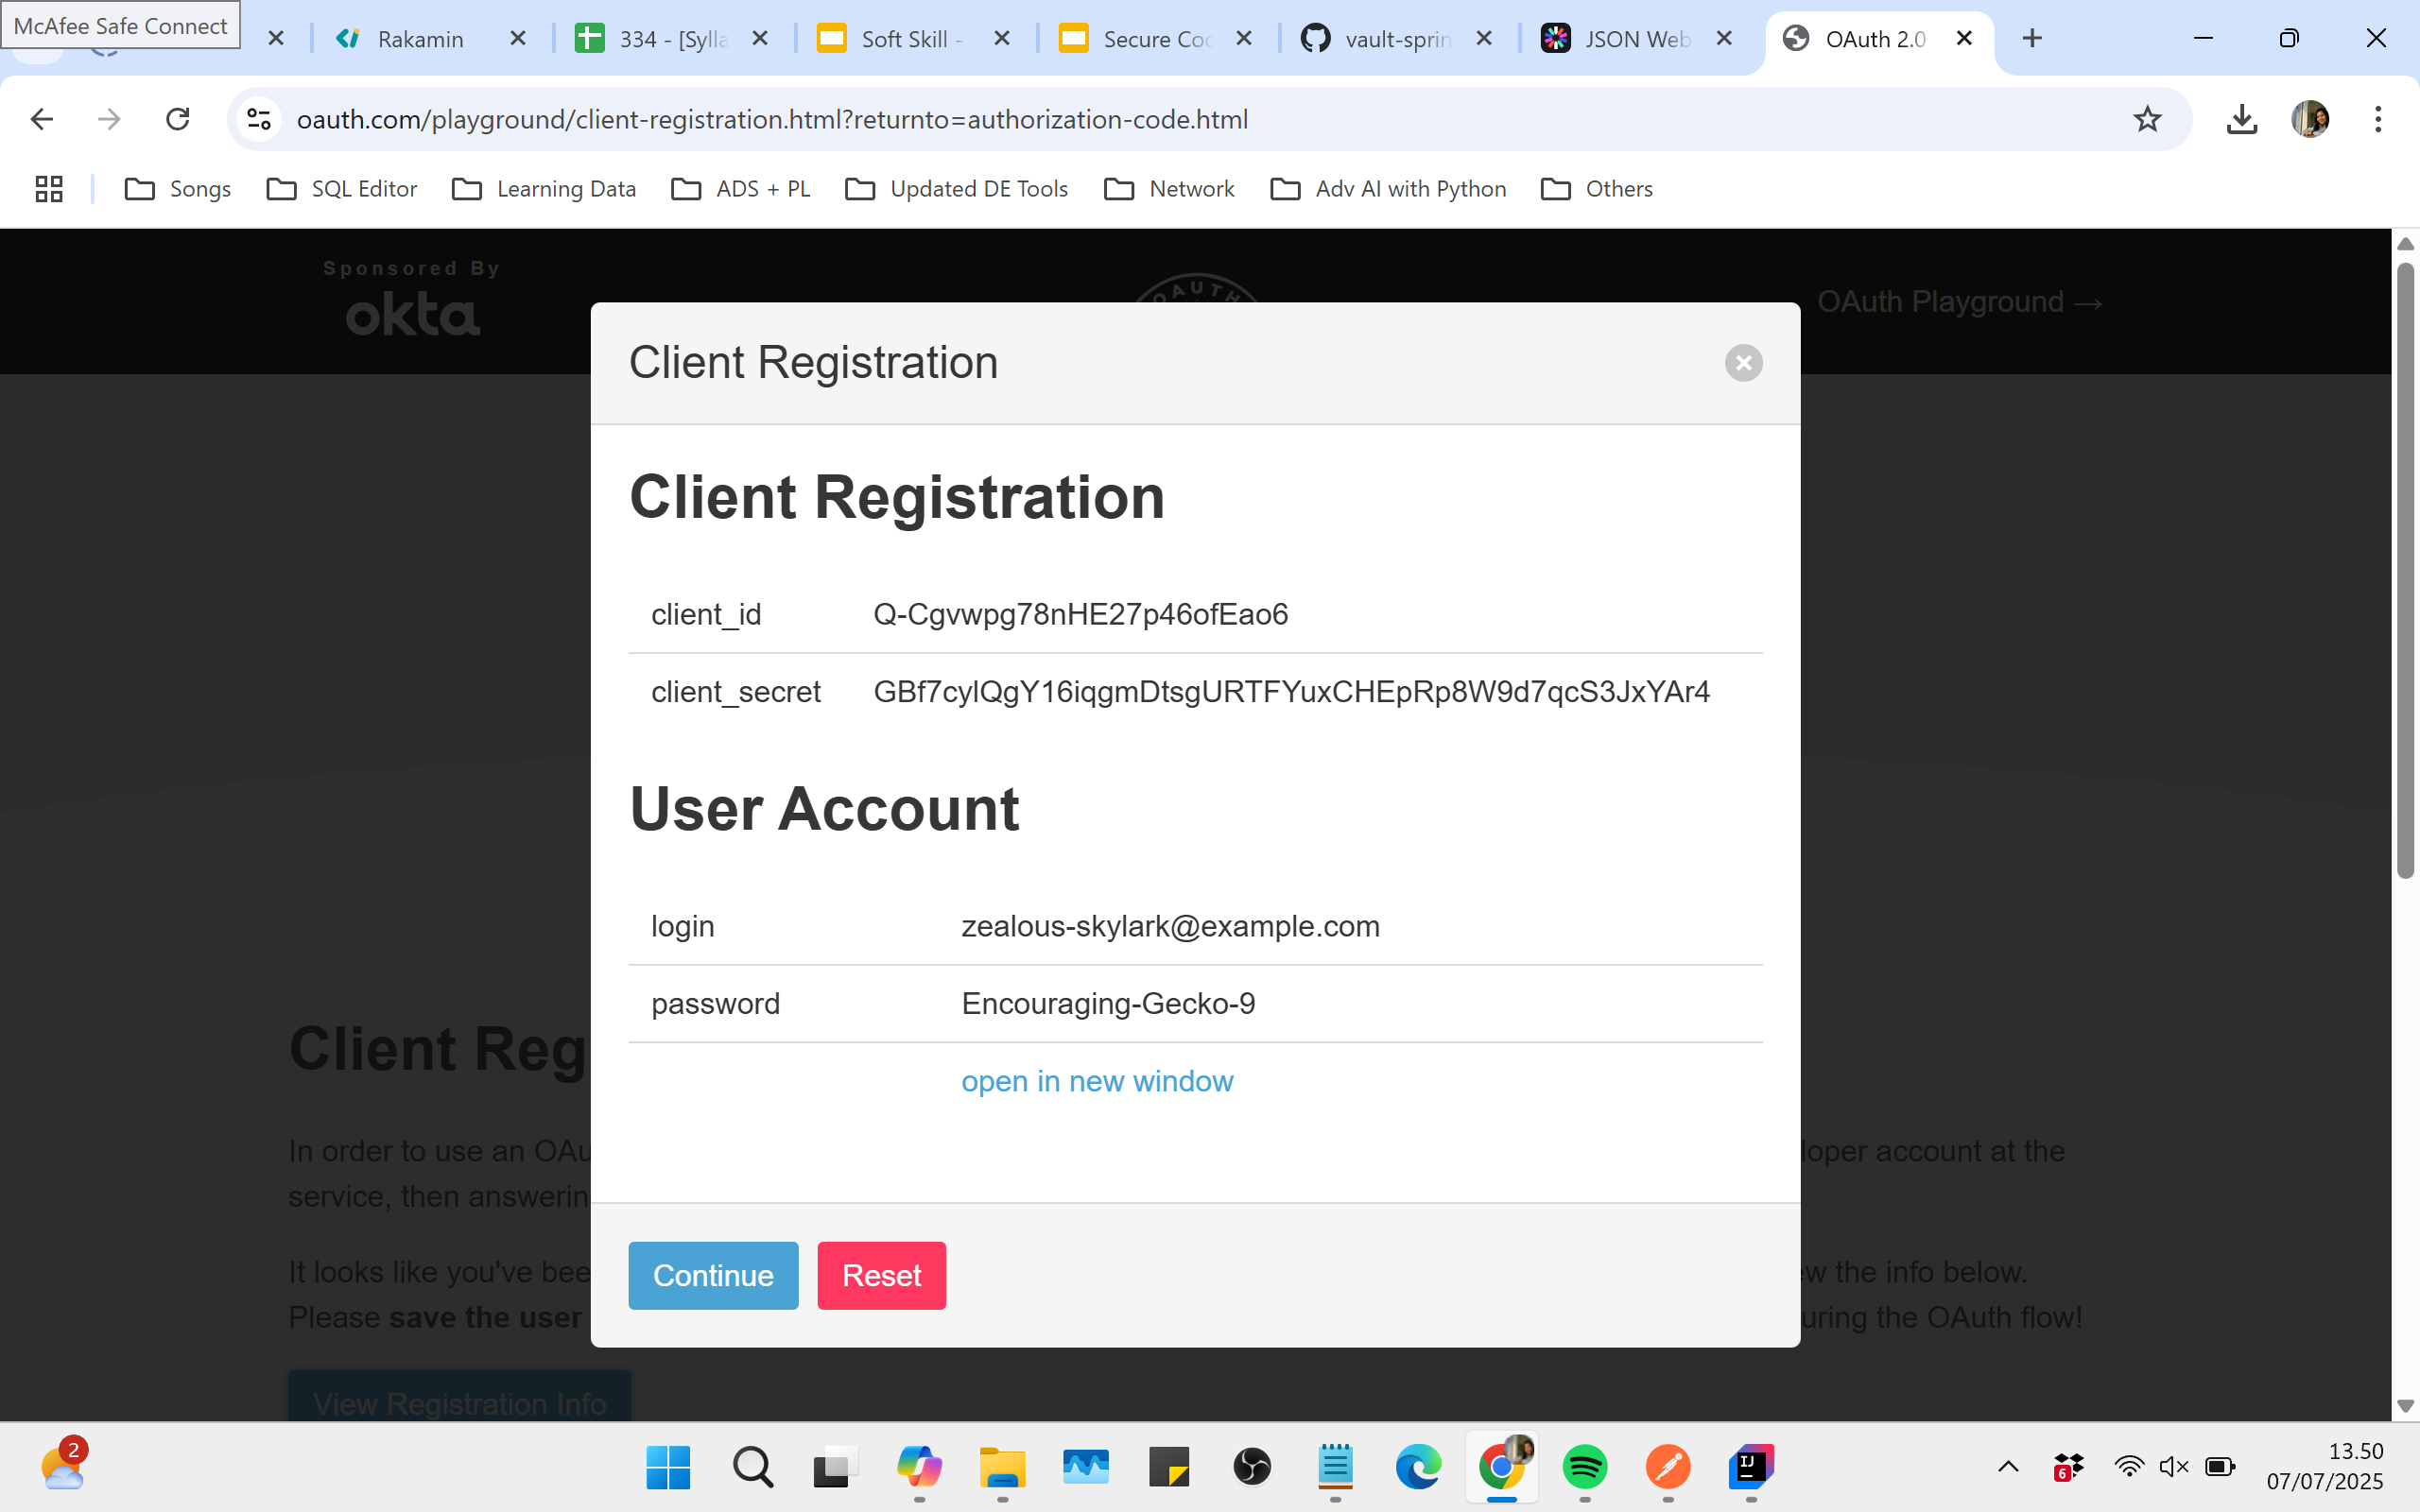 McAfee Safe Connect
Rakamin
334 - [Sylla
Soft Skill -
Secure Coc
vault-sprin
JSON Web
OAuth 2.0
oauth.com/playground/client-registration.html?returnto=authorization-code.html
Songs
SQL Editor
Learning Data
ADS + PL
Updated DE Tools
Network
Adv AI with Python
Others
Sponsored By
okta
OAUTH
OAuth Playground →
Client Registration
Client Registration
client_id Q-Cgvwpg78nHE27p46ofEao6
client_secret GBf7cylQgY16iqgmDtsgURTFYuxCHEpRp8W9d7qcS3JxYAr4
User Account
login zealous-skylark@example.com
password Encouraging-Gecko-9
open in new window
Continue
Reset
Client Reg
In order to use an OAu
loper account at the
service, then answerin
It looks like you've bee
ew the info below.
Please save the user
uring the OAuth flow!
View Registration Info
2
IJ
6
13.50
07/07/2025